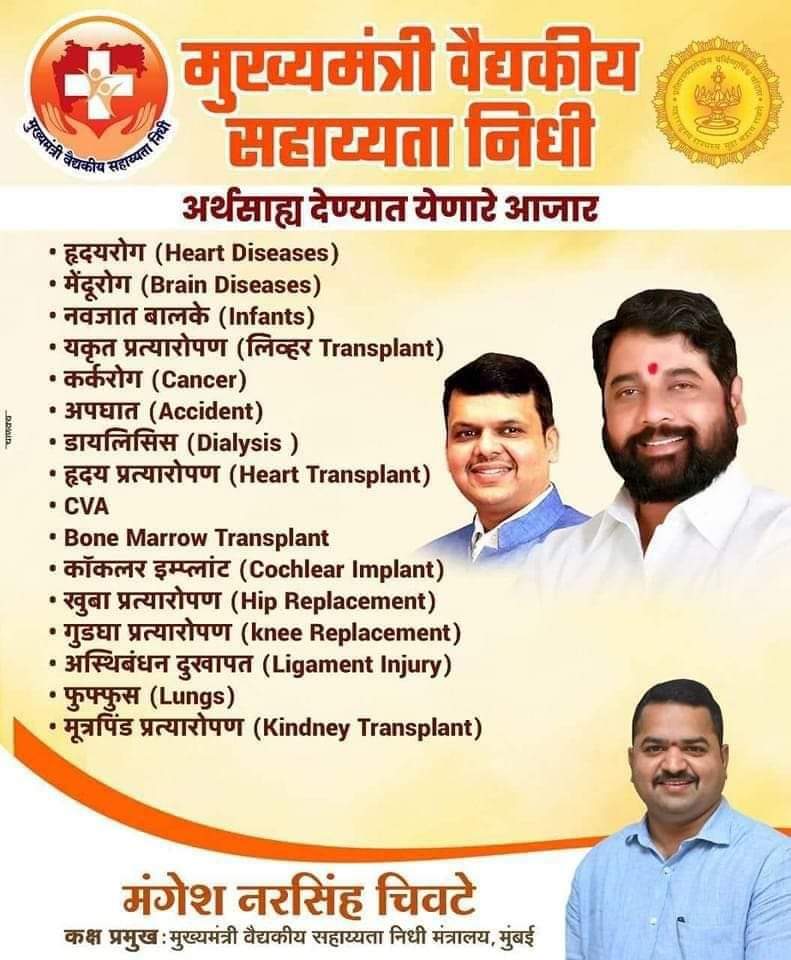 मुख्यमंत्री वैद्यकीय
सहाय्यता निधी
मुख्यमंत्री वैद्यकीय सहाय्यता निधी
अर्थसाह्य देण्यात येणारे आजार
• हृदयरोग (Heart Diseases)
• मेंदूरोग (Brain Diseases)
• नवजात बालके (Infants)
• यकृत प्रत्यारोपण (लिव्हर Transplant)
• कर्करोग (Cancer)
• अपघात (Accident)
• डायलिसिस (Dialysis )
• हृदय प्रत्यारोपण (Heart Transplant)
• CVA
• Bone Marrow Transplant
• कॉकलर इम्प्लांट (Cochlear Implant)
• खुबा प्रत्यारोपण (Hip Replacement)
• गुडघा प्रत्यारोपण (knee Replacement)
• अस्थिबंधन दुखापत (Ligament Injury)
• फुफ्फुस (Lungs)
• मूत्रपिंड प्रत्यारोपण (Kindney Transplant)
मंगेश नरसिंह चिवटे
कक्ष प्रमुख : मुख्यमंत्री वैद्यकीय सहाय्यता निधी मंत्रालय, मुंबई